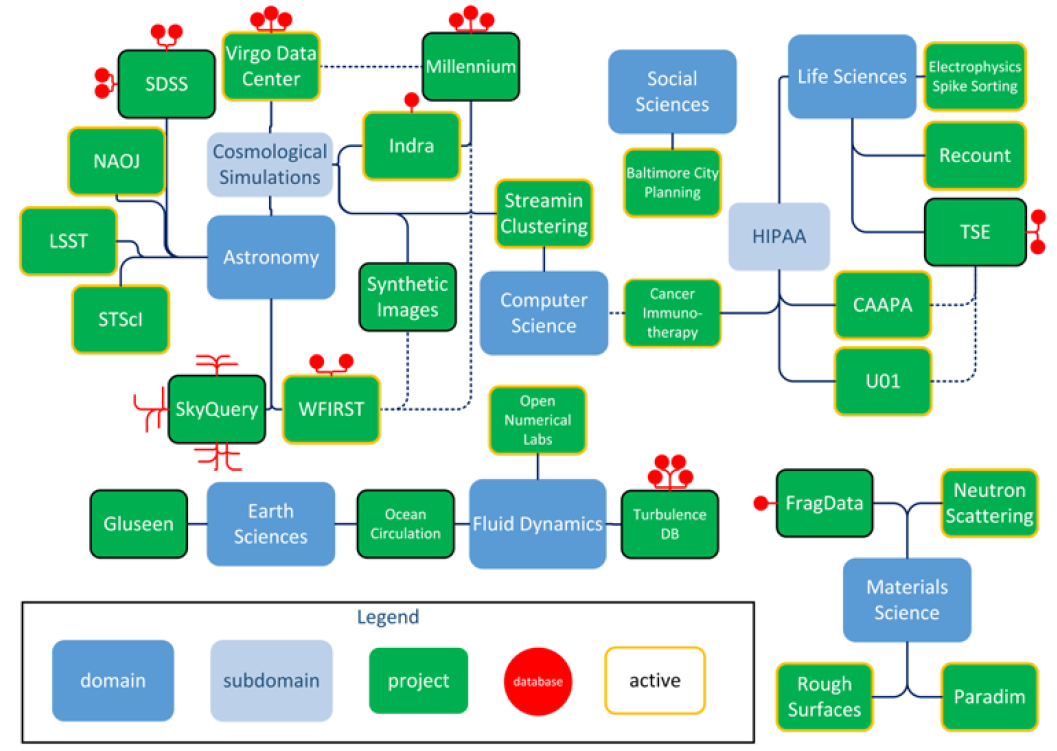 SDSS
Virgo Data
Center
Millennium
Indra
NAOJ
Cosmological
Simulations
LSST
Astronomy
STScI
Streamin
Clustering
Synthetic
Images
Computer
Science
Social
Sciences
Baltimore City
Planning
Life Sciences
Electrophysics
Spike Sorting
Recount
HIPAA
TSE
Cancer
Immuno-
therapy
CAAPA
U01
SkyQuery
WFIRST
Open
Numerical
Labs
Gluseen
Earth
Sciences
Ocean
Circulation
Fluid Dynamics
Turbulence
DB
FragData
Neutron
Scattering
Materials
Science
Rough
Surfaces
Paradim
Legend
domain
subdomain
project
database
active